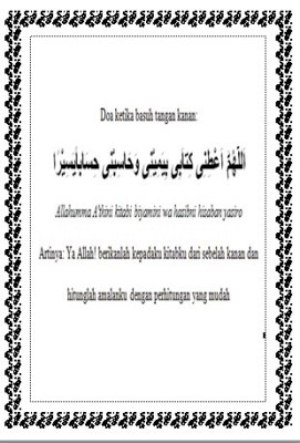 Doa ketika basuh tangan kanan:
اَللّٰهُمَّ اَعْطِنِى كِتَابِى بِيَمِيْنِى وَحَاسِبْنِى حِسَابًايَسِيْرًا
Allahumma A'thini kitabi biyamini wa hasibni hisaban yasiro
Artinya: Ya Allah! berikanlah kepadaku kitabku dari sebelah kanan dan
hitunglah amalanku dengan perhitungan yang mudah